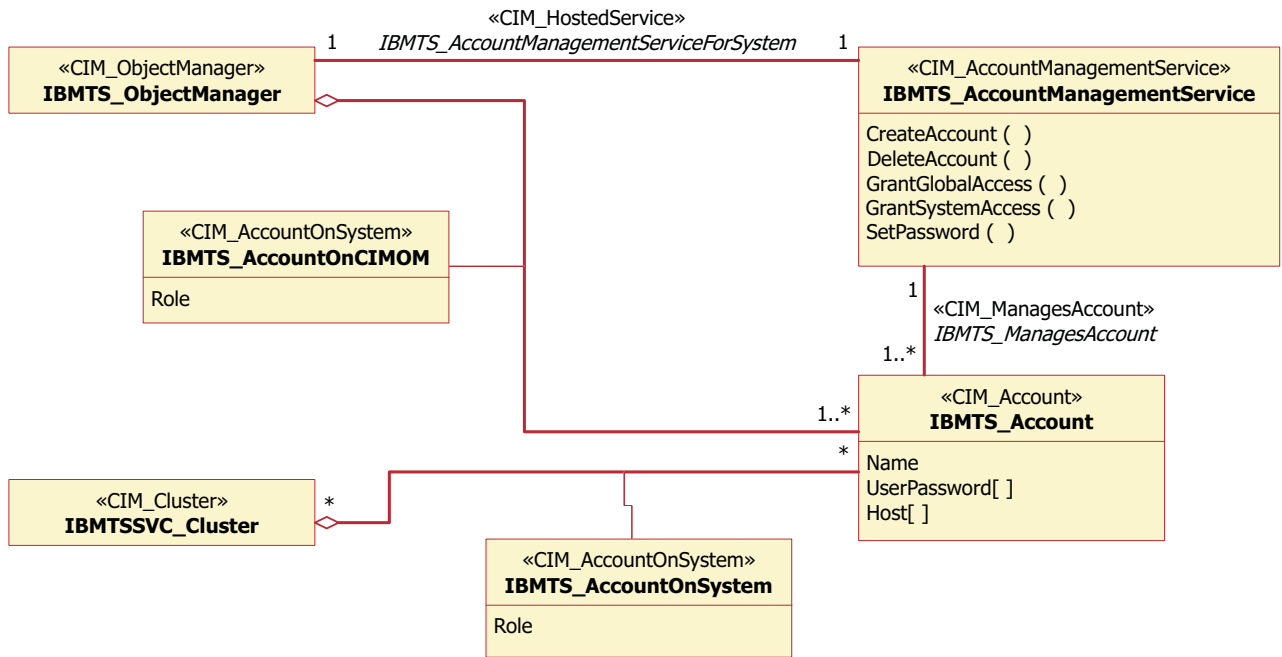 «CIM_HostedService»
1 IBMTS_AccountManagementServiceForSystem 1
«CIM_ObjectManager»
IBMTS_ObjectManager
«CIM_AccountManagementService»
IBMTS_AccountManagementService
CreateAccount ( )
DeleteAccount ( )
GrantGlobalAccess ( )
GrantSystemAccess ( )
SetPassword ( )
«CIM_AccountOnSystem»
IBMTS_AccountOnCIMOM
Role
1
«CIM_ManagesAccount»
IBMTS_ManagesAccount
1..*
«CIM_Account»
IBMTS_Account
1..*
*
Name
UserPassword[ ]
Host[ ]
«CIM_Cluster»
IBMTSSVC_Cluster
*
«CIM_AccountOnSystem»
IBMTS_AccountOnSystem
Role